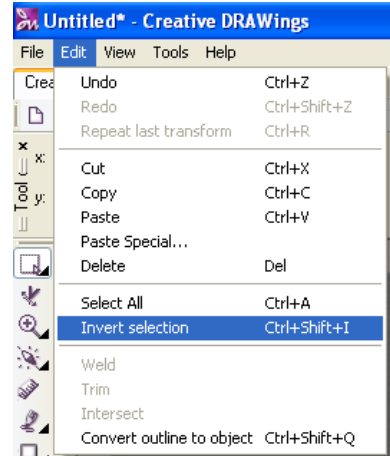 Untitled* - Creative DRAWings
File Edit View Tools Help
Crea
Undo Ctrl+Z
Redo Ctrl+Shift+Z
Repeat last transform Ctrl+R
x:
Tool
y:
Cut Ctrl+X
Copy Ctrl+C
Paste Ctrl+V
Paste Special...
Delete Del
Select All Ctrl+A
Invert selection Ctrl+Shift+I
Weld
Trim
Intersect
Convert outline to object Ctrl+Shift+Q